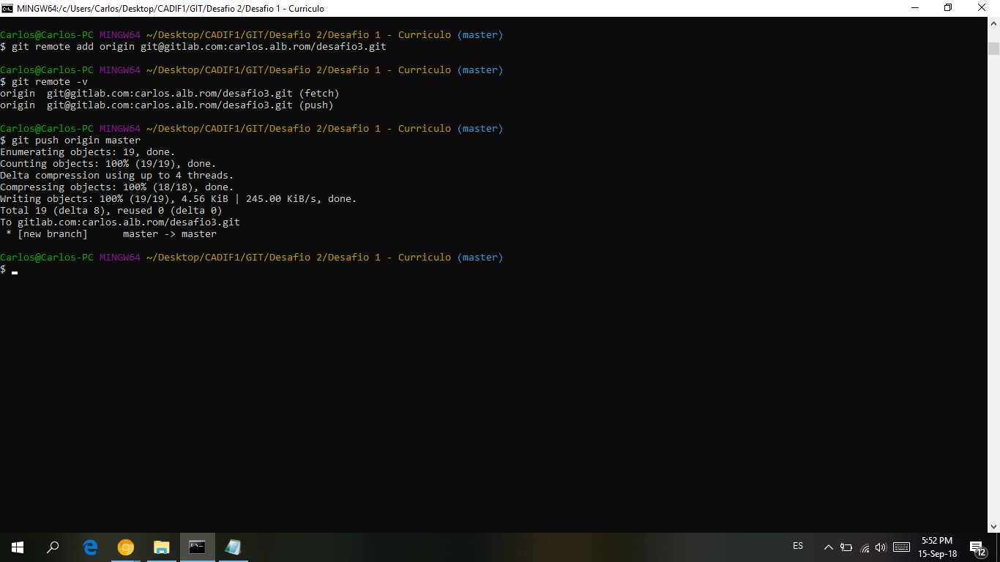 MINGW64:/c/Users/Carlos/Desktop/CADIF1/GIT/Desafio 2/Desafio 1 - Curriculo
Carlos@Carlos-PC MINGW64 ~/Desktop/CADIF1/GIT/Desafio 2/Desafio 1 - Curriculo (master)
$ git remote add origin git@gitlab.com:carlos.alb.rom/desafio3.git
Carlos@Carlos-PC MINGW64 ~/Desktop/CADIF1/GIT/Desafio 2/Desafio 1 - Curriculo (master)
$ git remote -v
origin  git@gitlab.com:carlos.alb.rom/desafio3.git (fetch)
origin  git@gitlab.com:carlos.alb.rom/desafio3.git (push)
Carlos@Carlos-PC MINGW64 ~/Desktop/CADIF1/GIT/Desafio 2/Desafio 1 - Curriculo (master)
$ git push origin master
Enumerating objects: 19, done.
Counting objects: 100% (19/19), done.
Delta compression using up to 4 threads.
Compressing objects: 100% (18/18), done.
Writing objects: 100% (19/19), 4.56 KiB | 245.00 KiB/s, done.
Total 19 (delta 8), reused 0 (delta 0)
To gitlab.com:carlos.alb.rom/desafio3.git
 * [new branch]      master -> master
Carlos@Carlos-PC MINGW64 ~/Desktop/CADIF1/GIT/Desafio 2/Desafio 1 - Curriculo (master)
$
ES
5:52 PM
15-Sep-18
12